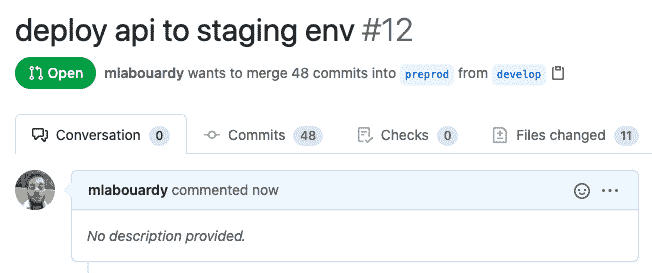 deploy api to staging env #12
Open mlabouardy wants to merge 48 commits into preprod from develop
Conversation 0 Commits 48 Checks 0 Files changed 11
mlabouardy commented now
No description provided.